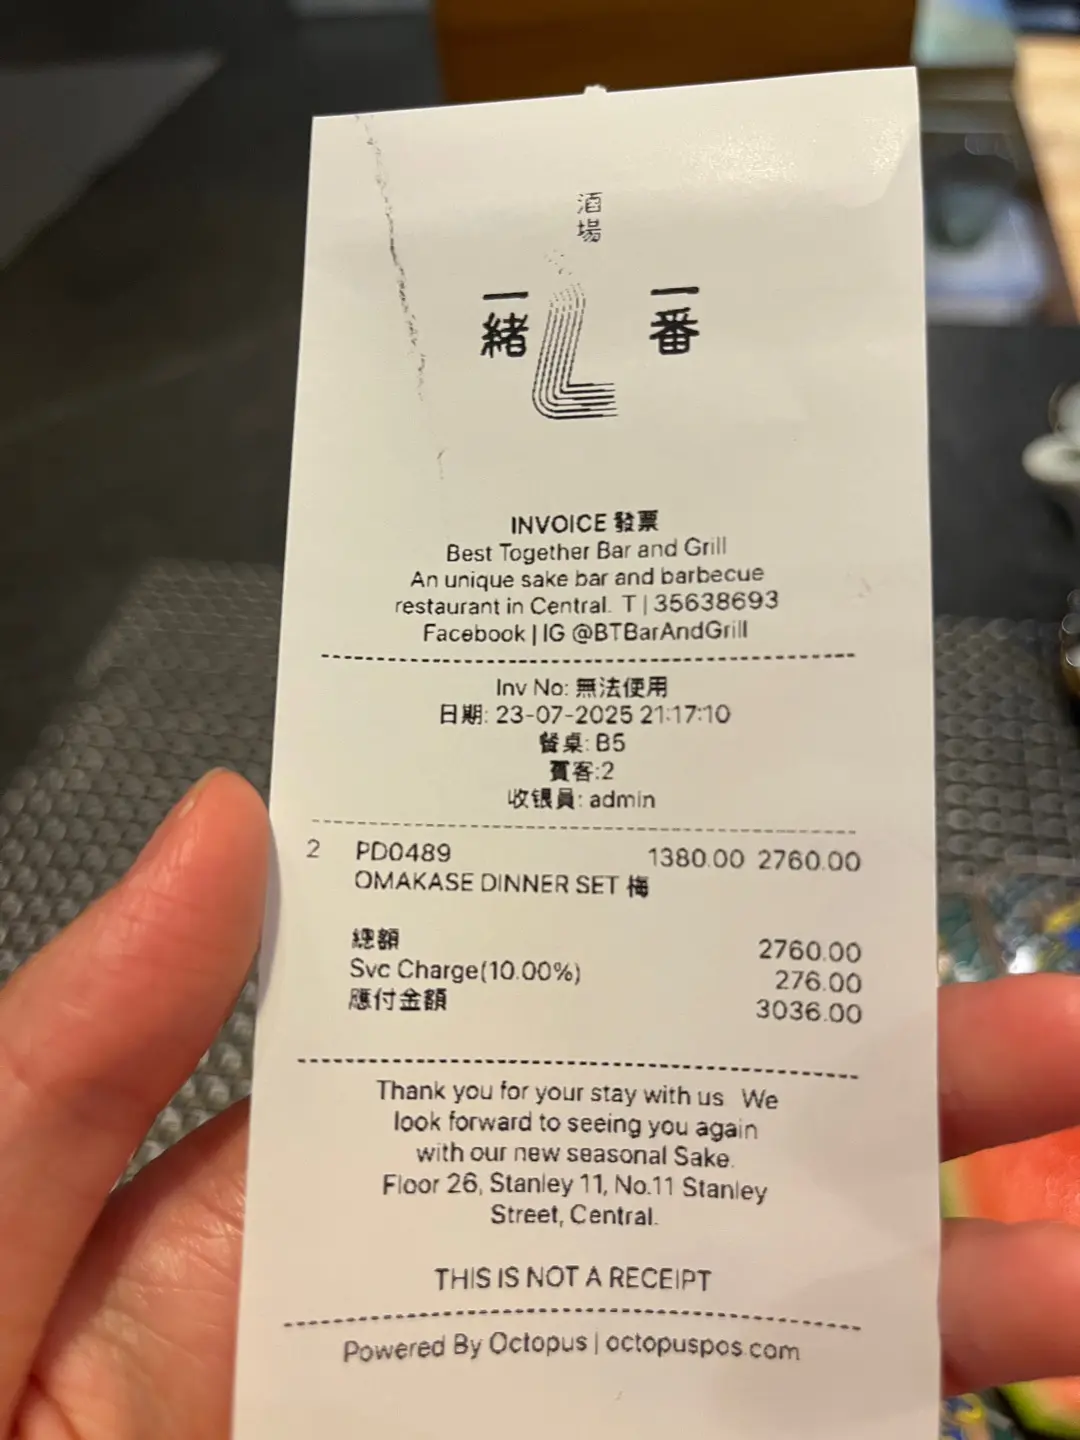 酒場
一緒
一番
INVOICE 發票
Best Together Bar and Grill
An unique sake bar and barbecue
restaurant in Central. T | 35638693
Facebook | IG @BTBarAndGrill
Inv No: 無法使用
日期: 23-07-2025 21:17:10
餐桌: B5
賓客:2
收银員: admin
2 PD0489 1380.00 2760.00
OMAKASE DINNER SET 梅
總額 2760.00
Svc Charge(10.00%) 276.00
應付金額 3036.00
Thank you for your stay with us We
look forward to seeing you again
with our new seasonal Sake.
Floor 26, Stanley 11, No.11 Stanley
Street, Central.
THIS IS NOT A RECEIPT
Powered By Octopus | octopuspos.com